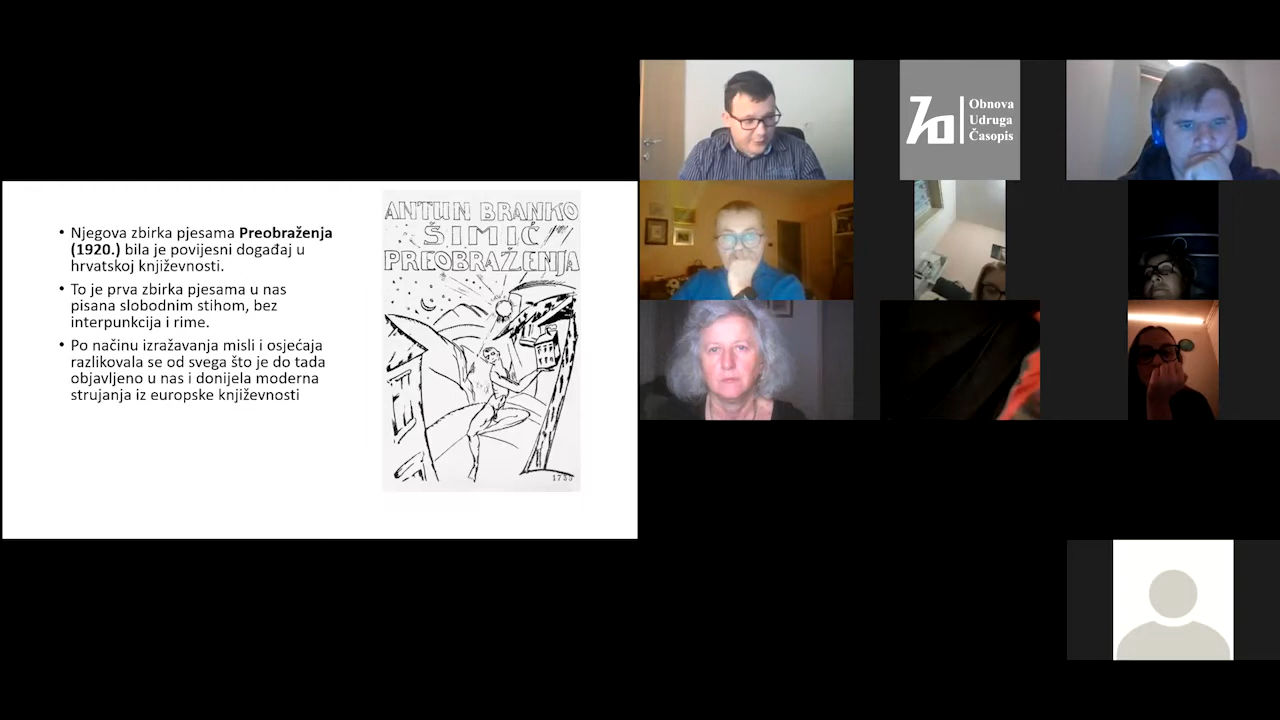 • Njegova zbirka pjesama Preobraženja
(1920.) bila je povijesni događaj u
hrvatskoj književnosti.
• To je prva zbirka pjesama u nas
pisana slobodnim stihom, bez
interpunkcija i rime.
• Po načinu izražavanja misli i osjećaja
razlikovala se od svega što je do tada
objavljeno u nas i donijela moderna
strujanja iz europske književnosti
ANTUN BRANKO
ŠIMIĆ
PREOBRAŽENJA
Obnova
Udruga
Časopis